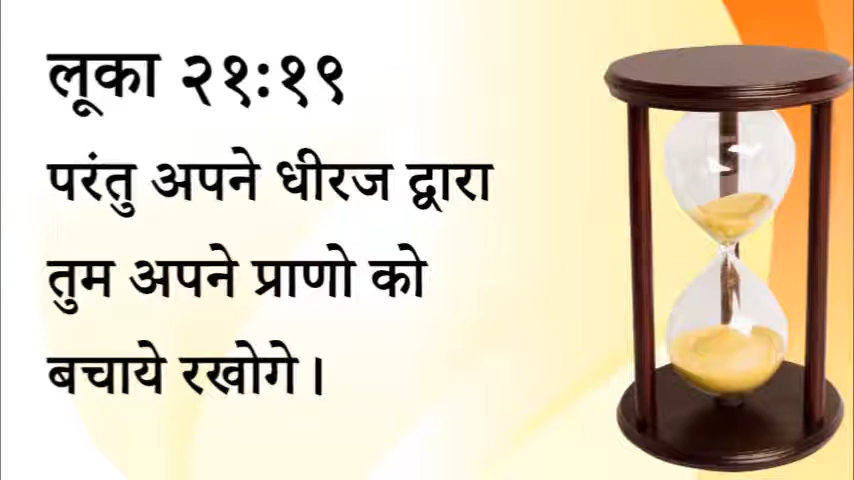 लूका २१:१९
परंतु अपने धीरज द्वारा
तुम अपने प्राणो को
बचाये रखोगे।